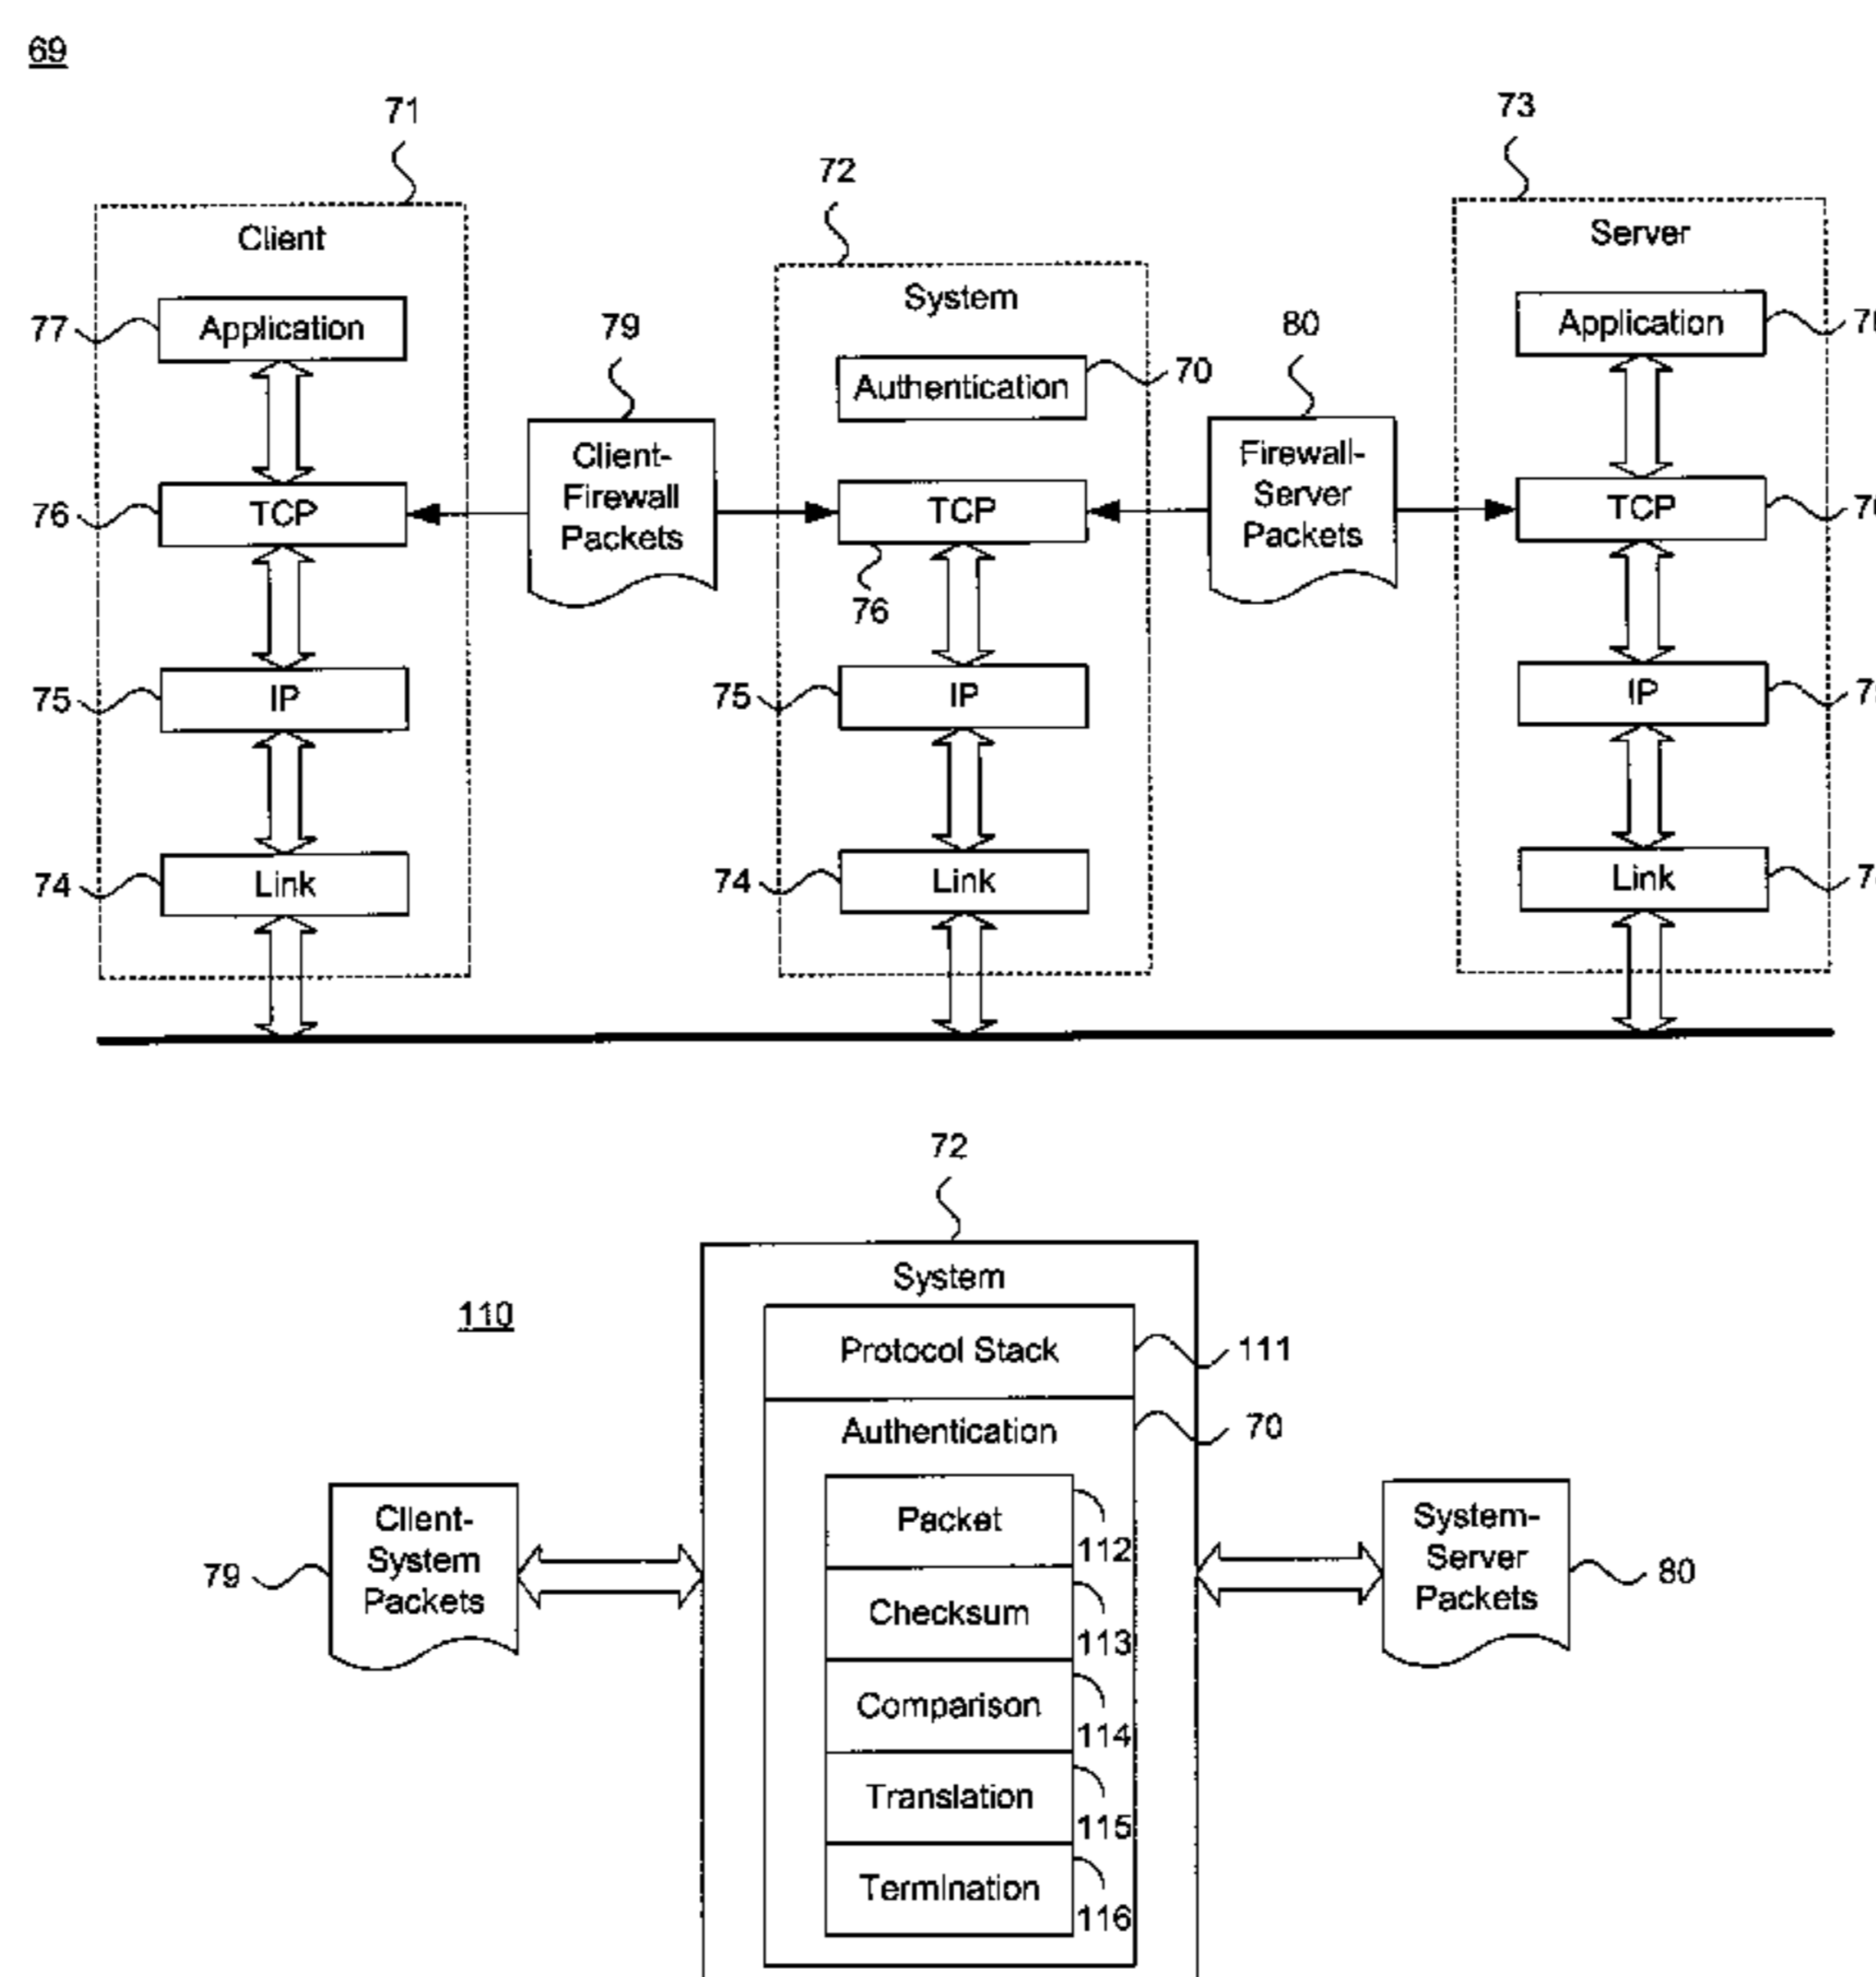 69
71
73
72
Client
Server
System
77
Application
79
80
Application
Authentication
70
Client-
Firewall
Packets
Firewall-
Server
Packets
76
TCP
TCP
TCP
76
75
IP
75
IP
IP
74
Link
74
Link
Link
72
System
110
Protocol Stack
111
Authentication
70
Packet
112
Client-
System
Packets
79
System-
Server
Packets
80
Checksum
113
Comparison
114
Translation
115
Termination
116